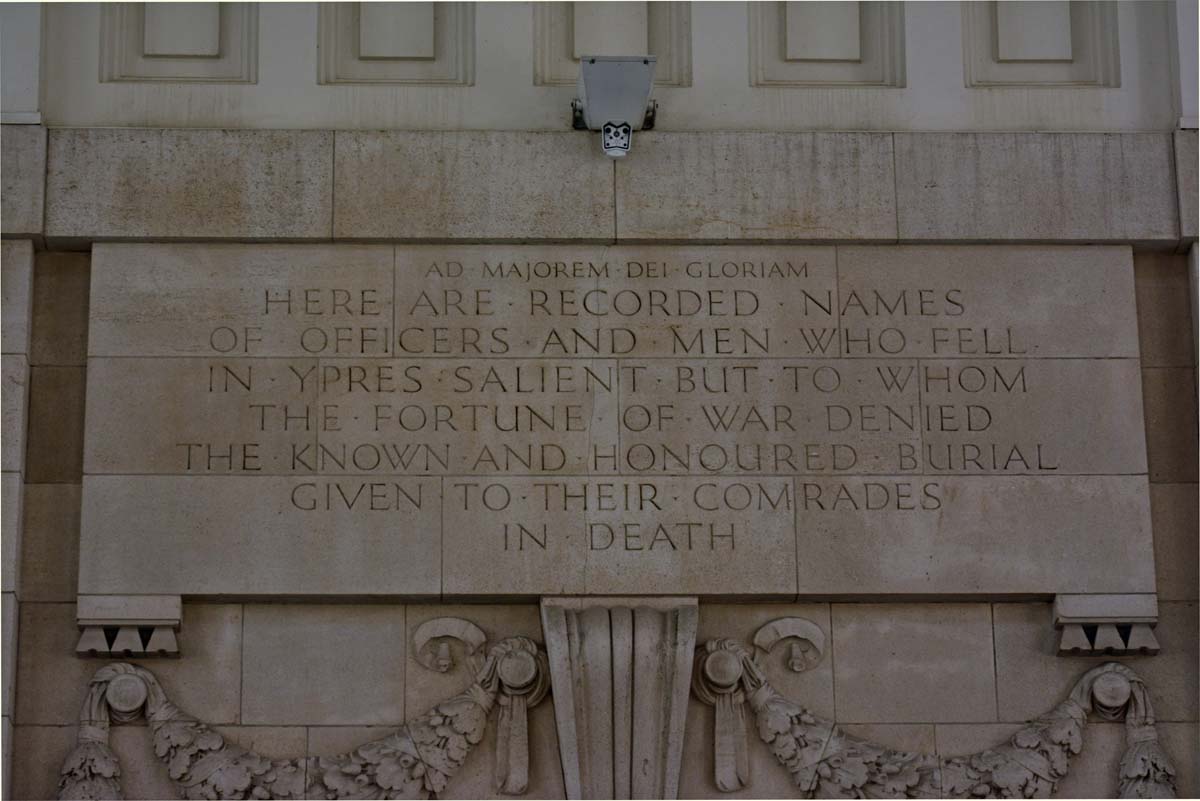 AD · MAJOREM · DEI · GLORIAM
HERE · ARE · RECORDED · NAMES
OF · OFFICERS · AND · MEN · WHO · FELL
IN · YPRES · SALIENT · BUT · TO · WHOM
THE · FORTUNE · OF · WAR · DENIED
THE · KNOWN · AND · HONOURED · BURIAL
GIVEN · TO · THEIR · COMRADES
IN · DEATH